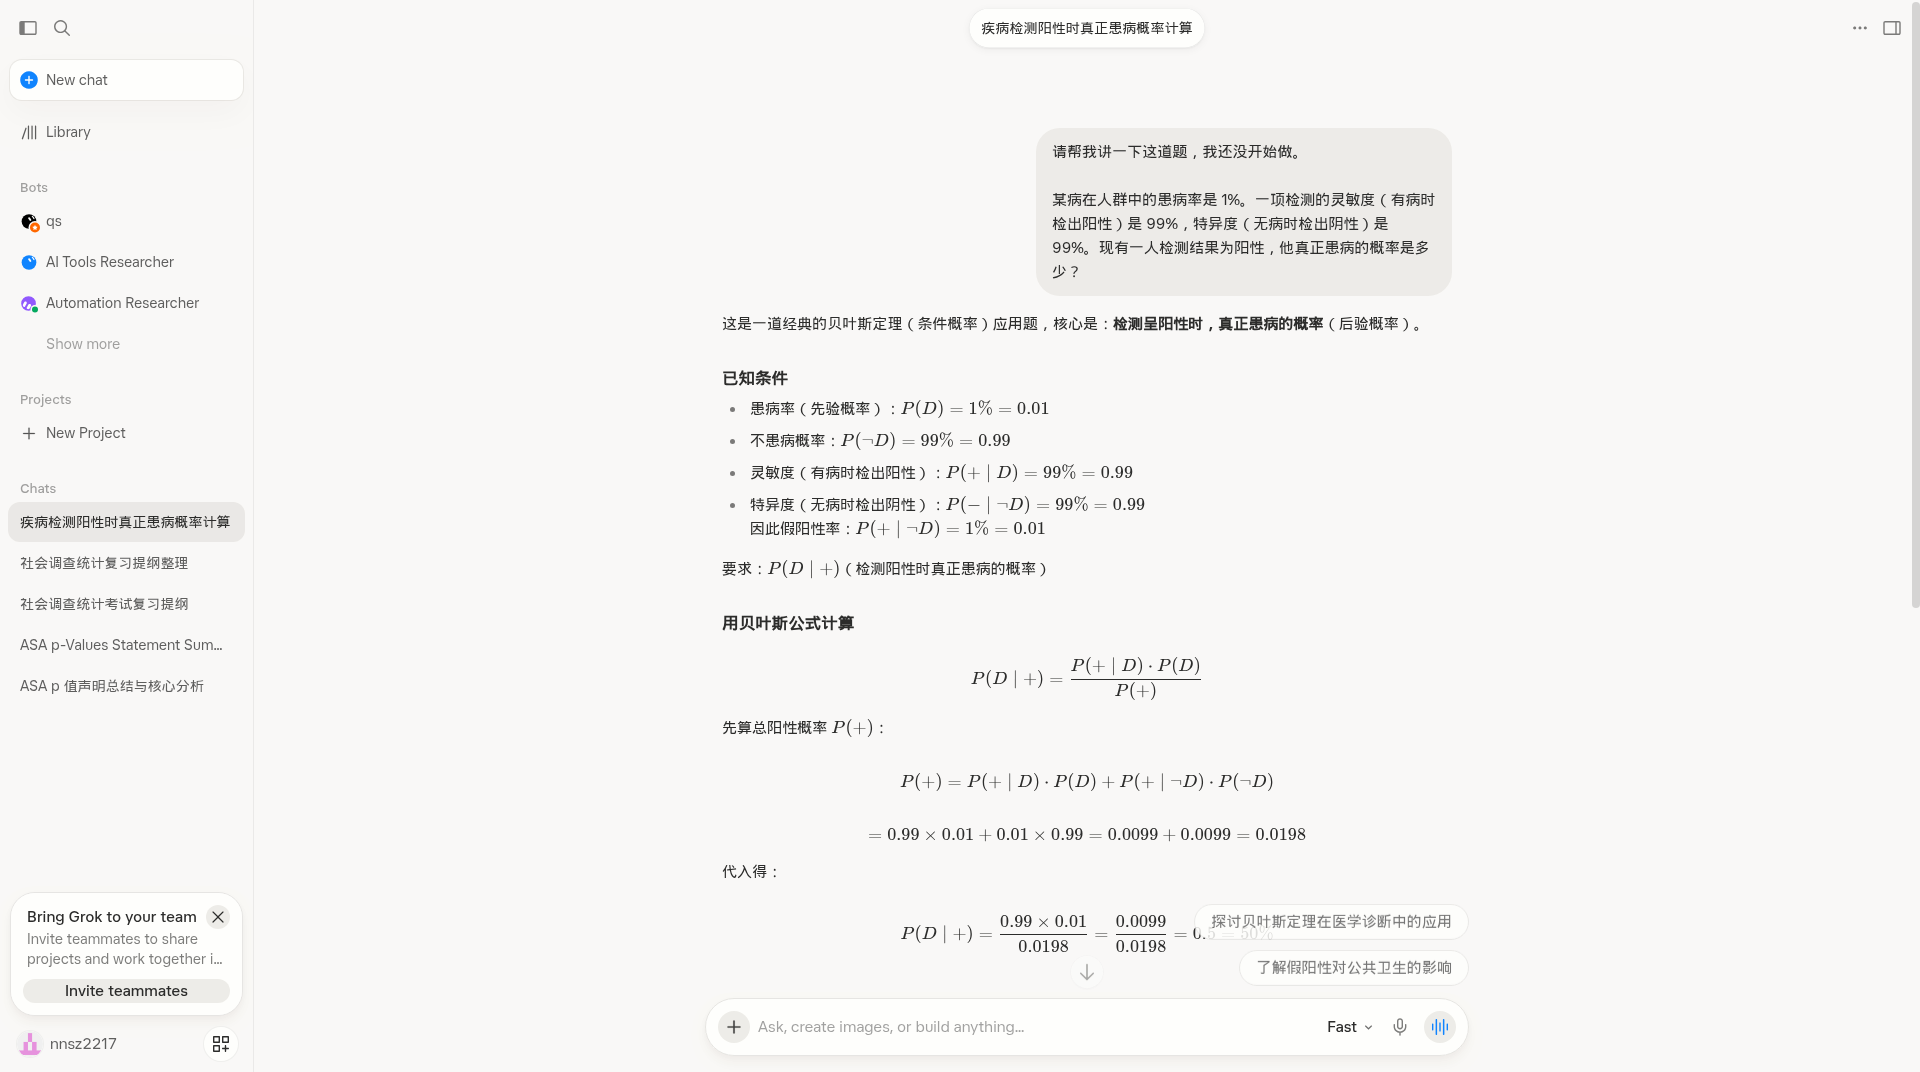 疾病检测阳性时真正患病概率计算
New chat
Library
Bots
qs
AI Tools Researcher
Automation Researcher
Show more
Projects
New Project
Chats
疾病检测阳性时真正患病概率计算
社会调查统计复习提纲整理
社会调查统计考试复习提纲
ASA p-Values Statement Sum...
ASA p 值声明总结与核心分析
Bring Grok to your team
Invite teammates to share
projects and work together i...
Invite teammates
nnsz2217
请帮我讲一下这道题，我还没开始做。
某病在人群中的患病率是 1%。一项检测的灵敏度（有病时
检出阳性）是 99%，特异度（无病时检出阴性）是
99%。现有一人检测结果为阳性，他真正患病的概率是多
少？
这是一道经典的贝叶斯定理（条件概率）应用题，核心是：检测呈阳性时，真正患病的概率（后验概率）。
已知条件
• 患病率（先验概率）：P(D) = 1% = 0.01
• 不患病概率：P(¬D) = 99% = 0.99
• 灵敏度（有病时检出阳性）：P(+ | D) = 99% = 0.99
• 特异度（无病时检出阴性）：P(− | ¬D) = 99% = 0.99
因此假阳性率：P(+ | ¬D) = 1% = 0.01
要求：P(D | +)（检测阳性时真正患病的概率）
用贝叶斯公式计算
P(D | +) = P(+ | D) · P(D) / P(+)
先算总阳性概率 P(+)：
P(+) = P(+ | D) · P(D) + P(+ | ¬D) · P(¬D)
= 0.99 × 0.01 + 0.01 × 0.99 = 0.0099 + 0.0099 = 0.0198
代入得：
P(D | +) = 0.99 × 0.01 / 0.0198 = 0.0099 / 0.0198 = 0.5 = 50%
探讨贝叶斯定理在医学诊断中的应用
了解假阳性对公共卫生的影响
Ask, create images, or build anything...
Fast